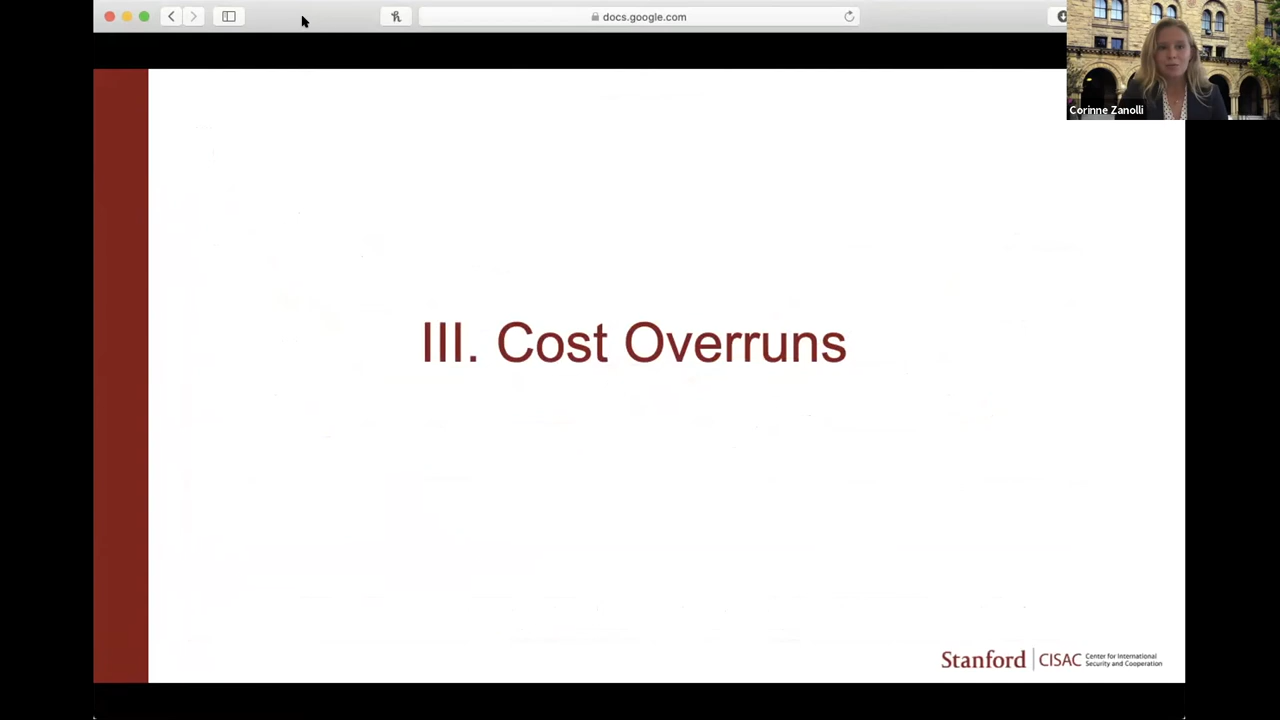 docs.google.com
Corinne Zanolli
III. Cost Overruns
Stanford
CISAC
Center for International
Security and Cooperation